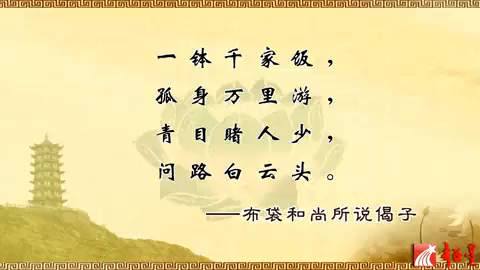 一钵千家饭，
孤身万里游，
青目睹人少，
问路白云头。
——布袋和尚所说偈子